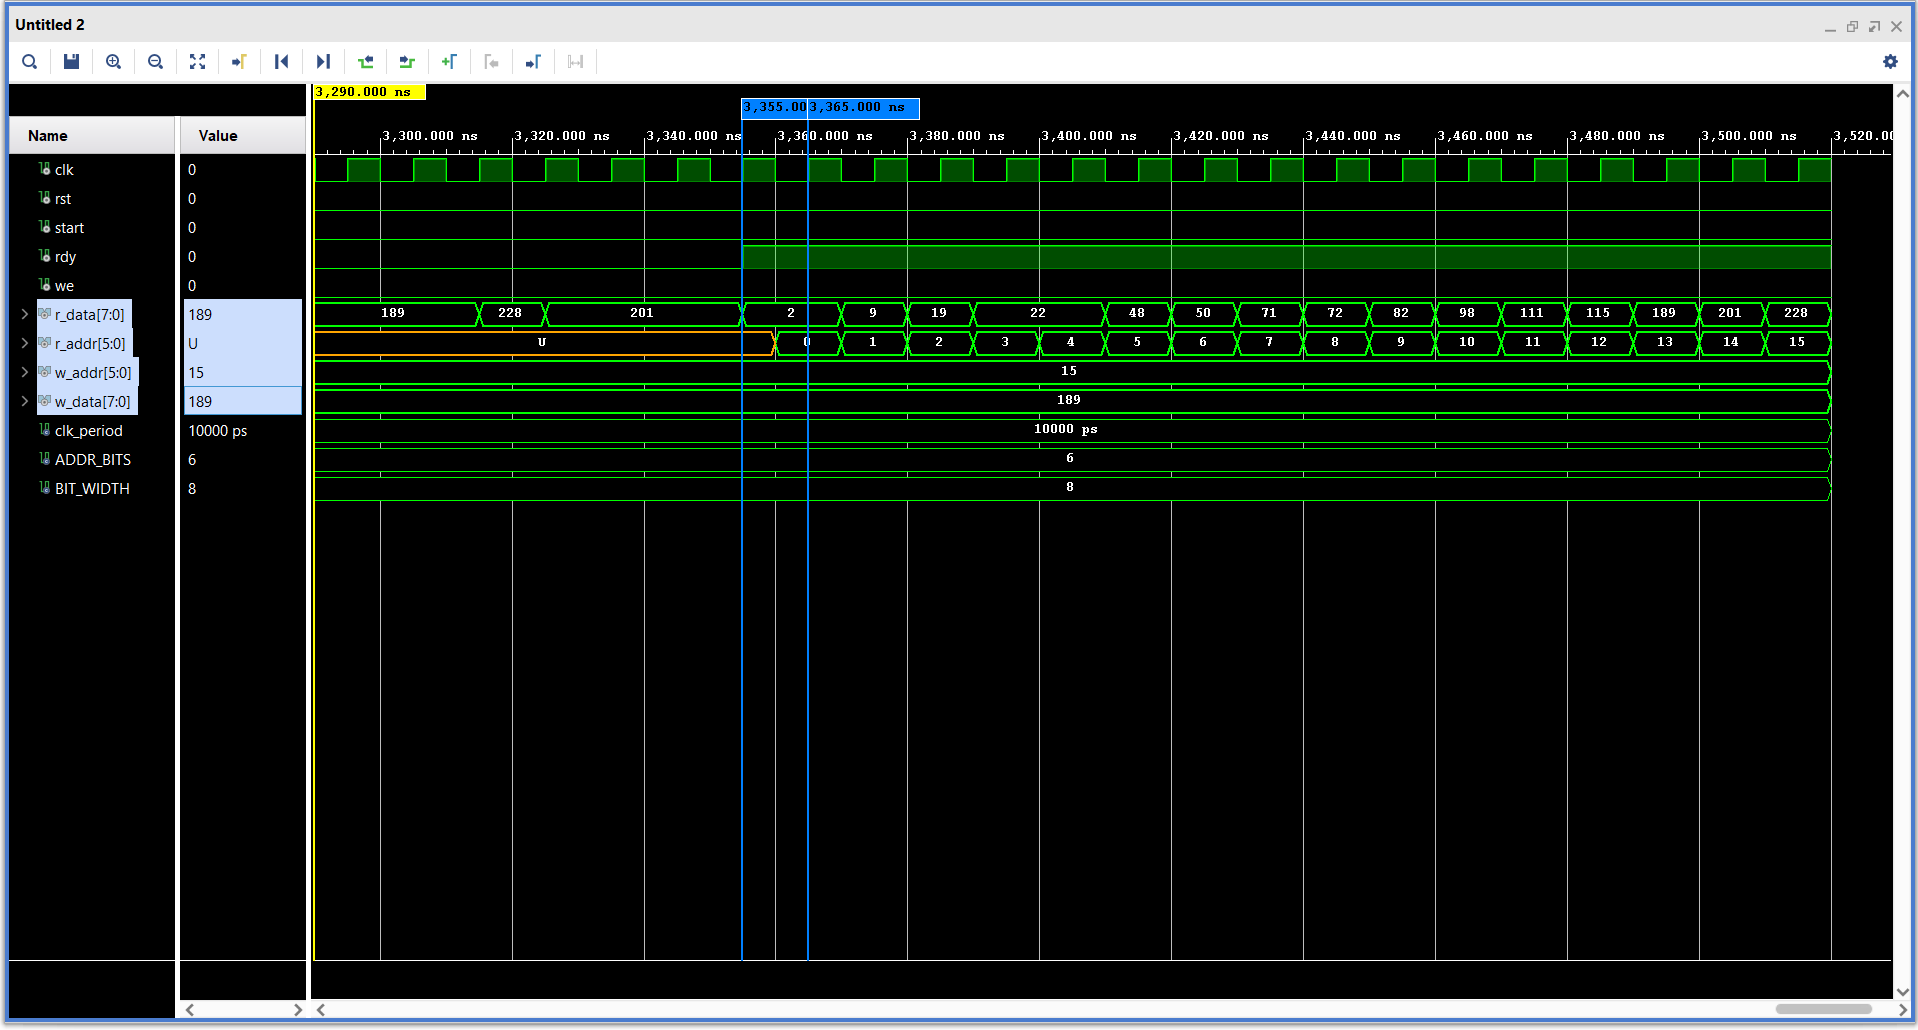 Untitled 2
3,290.000 ns
3,355.00 3,365.000 ns
Name Value
3,300.000 ns 3,320.000 ns 3,340.000 ns 3,360.000 ns 3,380.000 ns 3,400.000 ns 3,420.000 ns 3,440.000 ns 3,460.000 ns 3,480.000 ns 3,500.000 ns 3,520.00
clk 0
rst 0
start 0
rdy 0
we 0
r_data[7:0] 189 189 228 201 2 9 19 22 48 50 71 72 82 98 111 115 189 201 228
r_addr[5:0] U U 0 1 2 3 4 5 6 7 8 9 10 11 12 13 14 15
w_addr[5:0] 15 15
w_data[7:0] 189 189
clk_period 10000 ps 10000 ps
ADDR_BITS 6 6
BIT_WIDTH 8 8